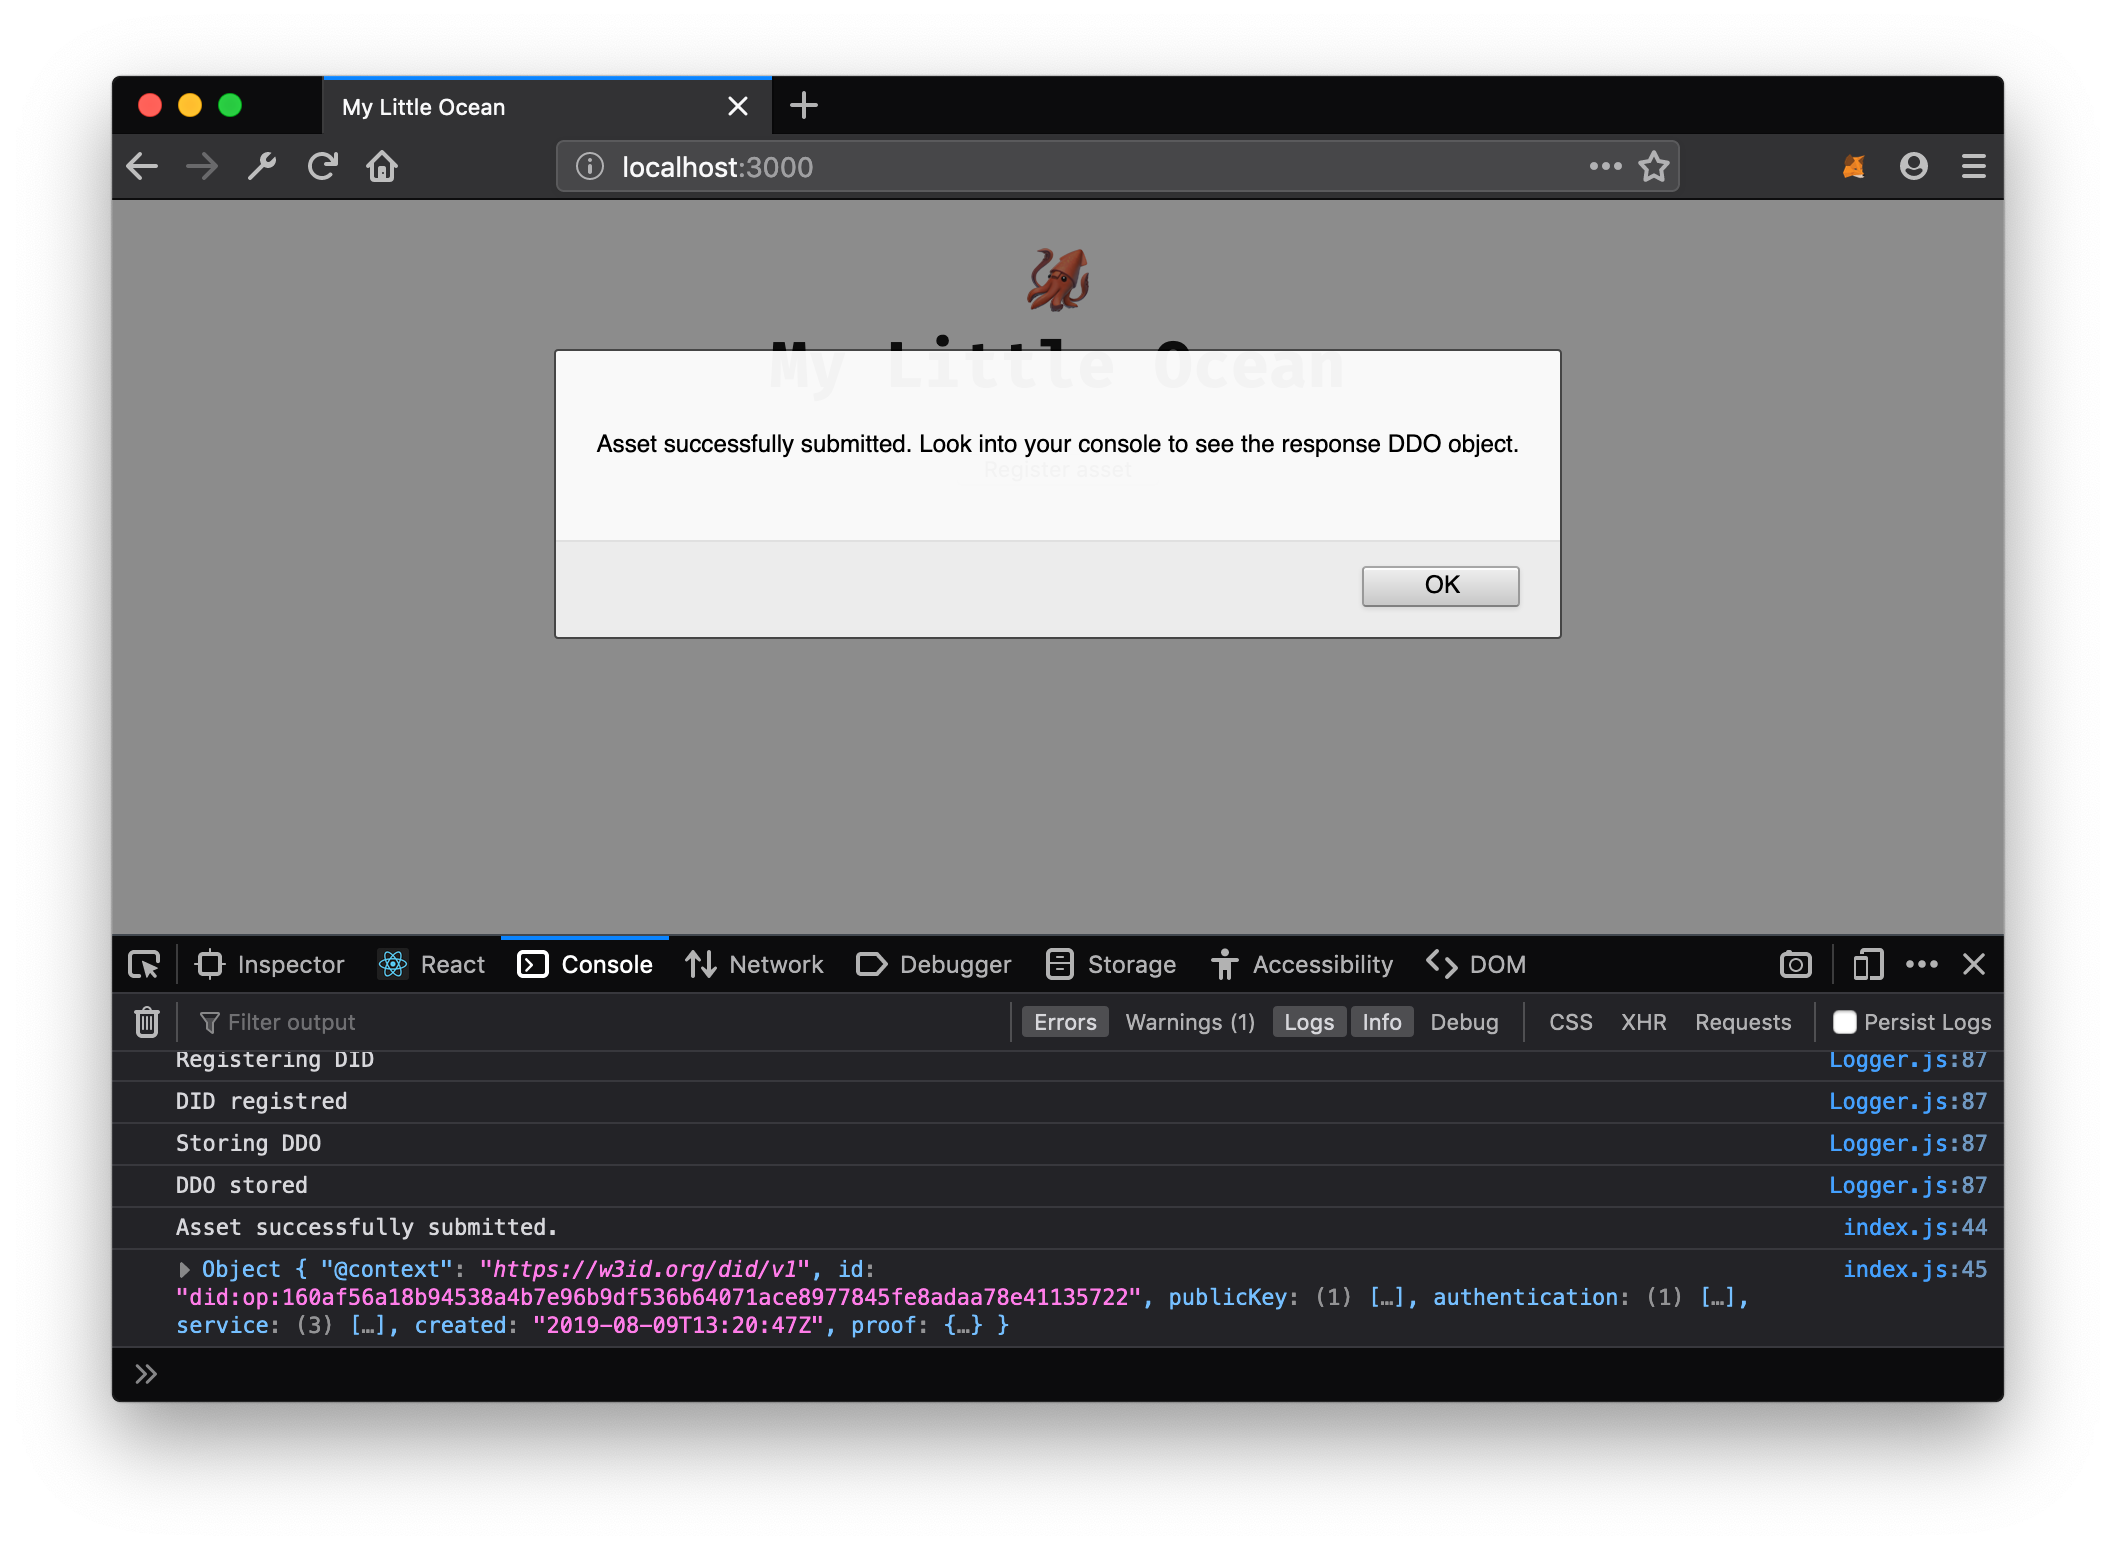 My Little Ocean
localhost:3000
My Little Ocean
Asset successfully submitted. Look into your console to see the response DDO object.
Register asset
OK
Inspector React Console Network Debugger Storage Accessibility DOM
Filter output Errors Warnings (1) Logs Info Debug CSS XHR Requests Persist Logs
Registering DID Logger.js:87
DID registred Logger.js:87
Storing DDO Logger.js:87
DDO stored Logger.js:87
Asset successfully submitted. index.js:44
Object { "@context": "https://w3id.org/did/v1", id: index.js:45
"did:op:160af56a18b94538a4b7e96b9df536b64071ace8977845fe8adaa78e41135722", publicKey: (1) […], authentication: (1) […],
service: (3) […], created: "2019-08-09T13:20:47Z", proof: {…} }